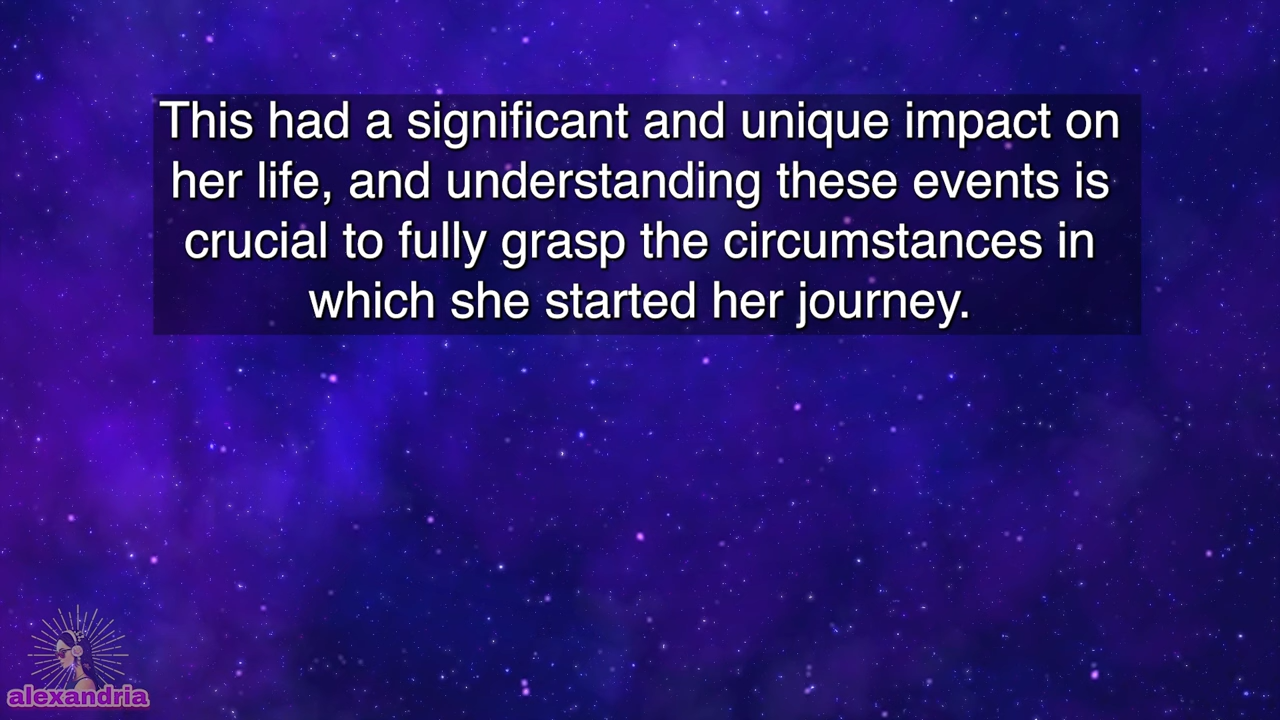 This had a significant and unique impact on
her life, and understanding these events is
crucial to fully grasp the circumstances in
which she started her journey.
alexandria